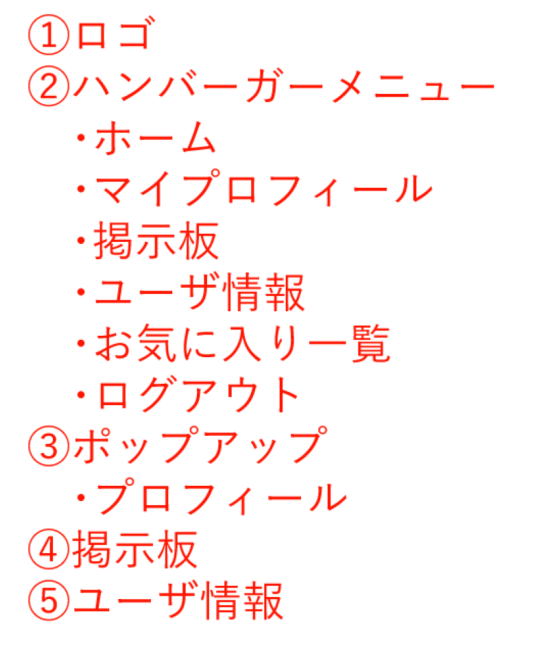 ①ロゴ
②ハンバーガーメニュー
・ホーム
・マイプロフィール
・掲示板
・ユーザ情報
・お気に入り一覧
・ログアウト
③ポップアップ
・プロフィール
④掲示板
⑤ユーザ情報